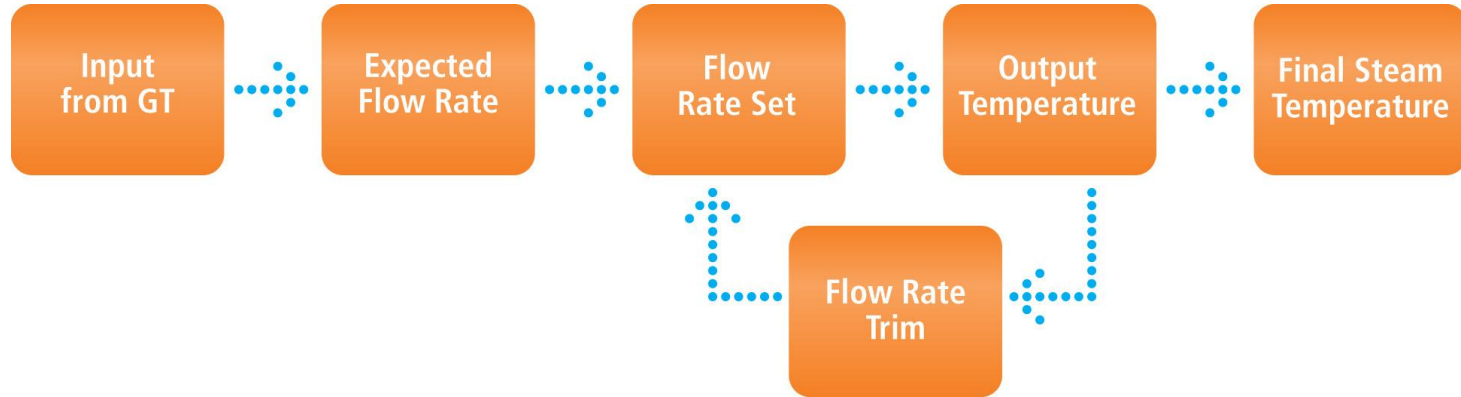 Input
from GT
Expected
Flow Rate
Flow
Rate Set
Output
Temperature
Final Steam
Temperature
Flow Rate
Trim